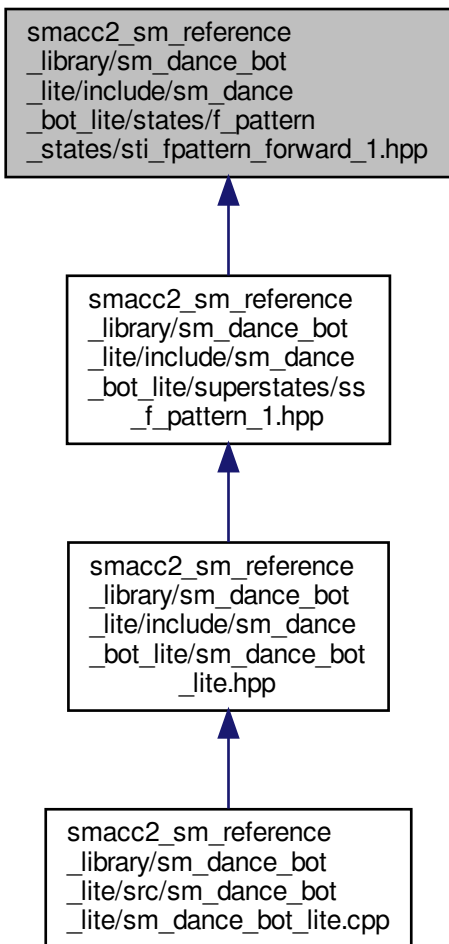 smacc2_sm_reference
_library/sm_dance_bot
_lite/include/sm_dance
_bot_lite/states/f_pattern
_states/sti_fpattern_forward_1.hpp
smacc2_sm_reference
_library/sm_dance_bot
_lite/include/sm_dance
_bot_lite/superstates/ss
_f_pattern_1.hpp
smacc2_sm_reference
_library/sm_dance_bot
_lite/include/sm_dance
_bot_lite/sm_dance_bot
_lite.hpp
smacc2_sm_reference
_library/sm_dance_bot
_lite/src/sm_dance_bot
_lite/sm_dance_bot_lite.cpp